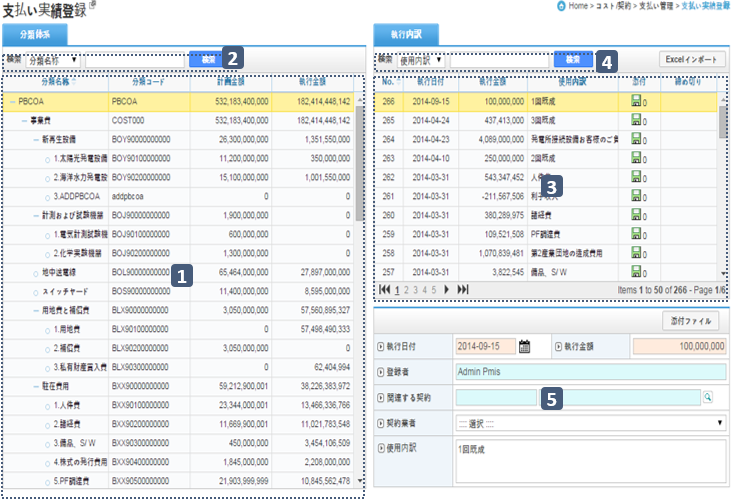 支払い実績登録
Home > コスト/契約 > 支払い管理 > 支払い実績登録
分類体系
検索 分類名称 検索 2
分類名称 分類コード 計画金額 執行金額
PBCOA PBCOA 532,183,400,000 182,414,448,142
事業費 COST000 532,183,400,000 182,414,448,142
新再生設備 BOY90000000000 26,300,000,000 1,351,550,000
1.太陽光発電設備 BOY90100000000 11,200,000,000 350,000,000
2.海洋水力発電設 BOY90200000000 15,100,000,000 1,001,550,000
3.ADDPBCOA addpbcoa 0 0
計測および試験機器 BOJ90000000000 1,900,000,000 0
1.電気計測試験機 BOJ90100000000 600,000,000 0
2.化学実験機器 BOJ90200000000 1,300,000,000 0
地中送電線 BOL90000000000 1 65,464,000,000 27,897,000,000
スイッチヤード BOS90000000000 11,400,000,000 8,595,000,000
用地費と補償費 BLX90000000000 3,050,000,000 57,560,895,327
1.用地費 BLX90100000000 0 57,498,490,333
2.補償費 BLX90200000000 3,050,000,000 0
3.私有財産買入費 BLX90300000000 0 62,404,994
駐在費用 BXX90000000000 59,212,900,001 38,226,383,972
1.人件費 BXX90100000000 23,344,000,001 13,466,336,766
2.諸経費 BXX90200000000 11,669,900,001 11,021,783,548
3.備品、S/W BXX90300000000 450,000,000 3,454,106,509
4.株式の発行費用 BXX90400000000 1,845,000,000 2,208,000,000
5.PF調達費 BXX90500000000 21,903,999,999 10,845,562,478
執行内訳
検索 使用内訳 検索 4 Excelインポート
No. 執行日付 執行金額 使用内訳 添付 締め切り
266 2014-09-15 100,000,000 1回既成 0
265 2014-04-24 437,413,000 3回既成 0
264 2014-04-23 4,089,000,000 発電所接続設備お客様のご負 0
263 2014-04-10 250,000,000 2回既成 0
262 2014-03-31 543,347,452 人件費 0
3
261 2014-03-31 -211,567,506 利子収入 0
260 2014-03-31 380,289,975 諸経費 0
259 2014-03-31 109,521,508 PF調達費 0
258 2014-03-31 1,070,839,481 第2産業団地の造成費用 0
257 2014-03-31 3,822,545 備品、S/W 0
1 2 3 4 5 Items 1 to 50 of 266 - Page 1/6
添付ファイル
執行日付 2014-09-15 執行金額 100,000,000
登録者 Admin Pmis
関連する契約 5
契約業者 :::: 選択 ::::
使用内訳 1回既成